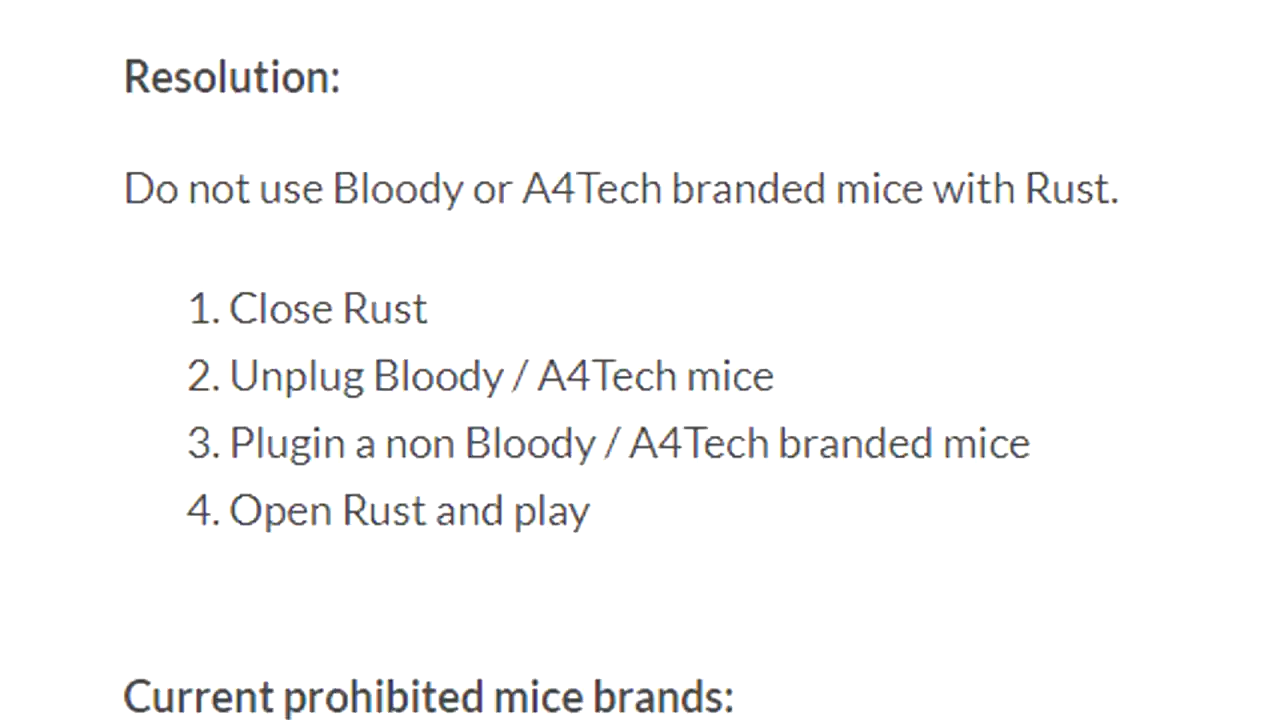 Resolution:
Do not use Bloody or A4Tech branded mice with Rust.
1. Close Rust
2. Unplug Bloody / A4Tech mice
3. Plugin a non Bloody / A4Tech branded mice
4. Open Rust and play
Current prohibited mice brands: